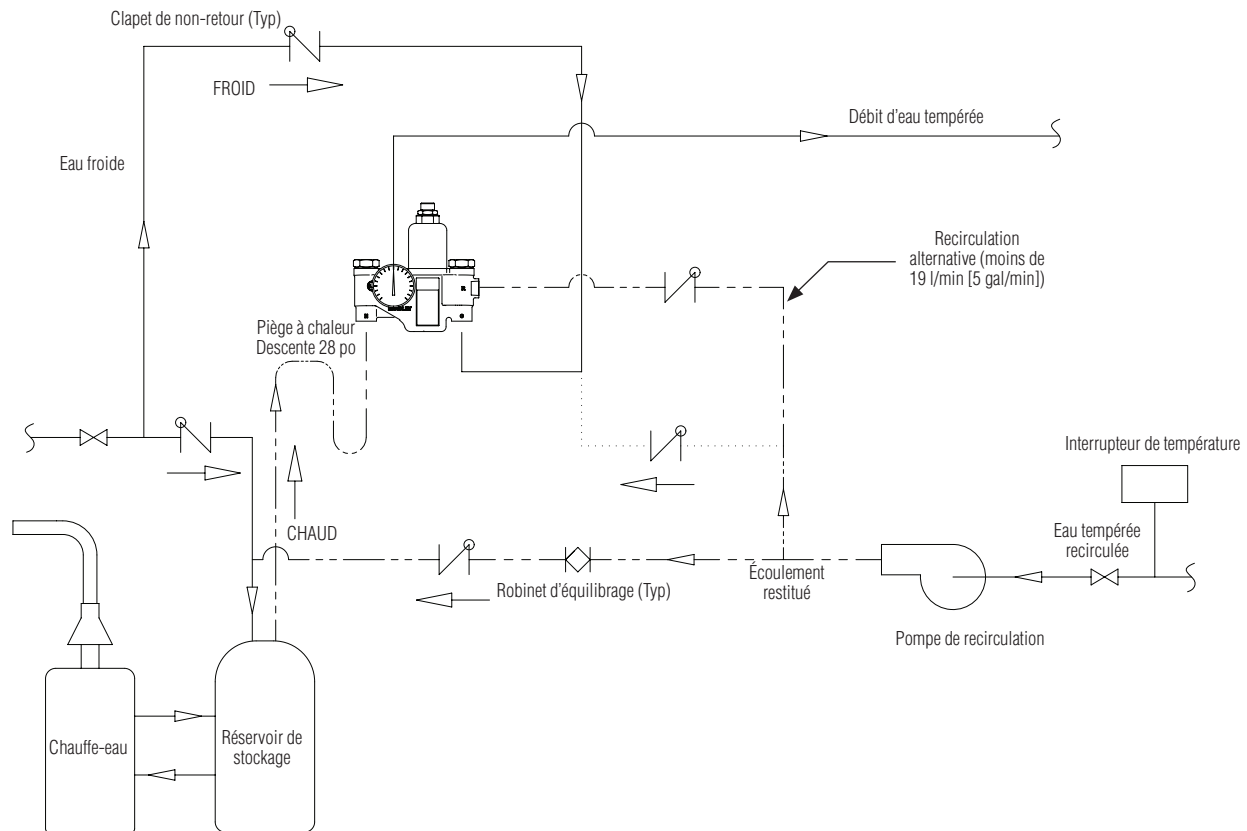 Clapet de non-retour (Typ)
FROID
Débit d'eau tempérée
Eau froide
Recirculation
alternative (moins de
19 l/min [5 gal/min])
Piège à chaleur
Descente 28 po
Interrupteur de température
CHAUD
Eau tempérée
recirculée
Robinet d'équilibrage (Typ)
Écoulement
restitué
Pompe de recirculation
Chauffe-eau
Réservoir de
stockage